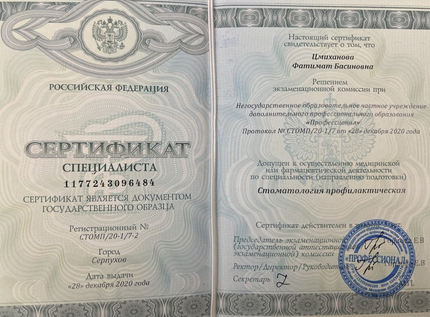 РОССИЙСКАЯ ФЕДЕРАЦИЯ
СЕРТИФИКАТ
СПЕЦИАЛИСТА
1177243096484
СЕРТИФИКАТ ЯВЛЯЕТСЯ ДОКУМЕНТОМ
ГОСУДАРСТВЕННОГО ОБРАЗЦА
Регистрационный №
СТОМП/20-1/7-2
Город
Серпухов
Дата выдачи
«28» декабря 2020 года
Настоящий сертификат
свидетельствует о том, что
Цмиханова
Фатимат Басиновна
Решением
экзаменационной комиссии при
Негосударственное образовательное частное учреждение
дополнительного профессионального образования
«Профессионал»
Протокол № СТОМП/20-1/7 от «28» декабря 2020 года
Допущен к осуществлению медицинской
или фармацевтической деятельности
по специальности (направлению подготовки)
Стоматология профилактическая
Сертификат действителен в
Председатель экзаменационной Е.В
(государственной аттестационной
экзаменационной) комиссии
Ректор/Директор/Руководитель Е.В
Секретарь
ПРОФЕССИОНАЛ